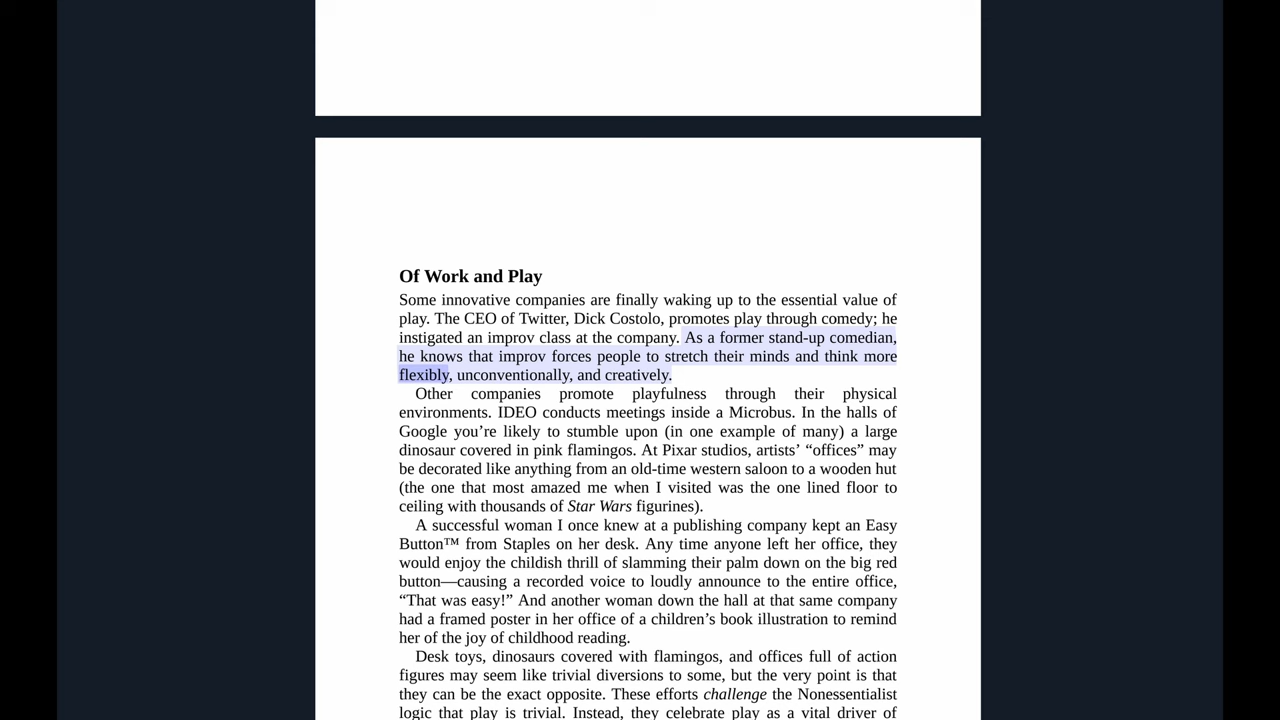 Of Work and Play
Some innovative companies are finally waking up to the essential value of
play. The CEO of Twitter, Dick Costolo, promotes play through comedy; he
instigated an improv class at the company. As a former stand-up comedian,
he knows that improv forces people to stretch their minds and think more
flexibly, unconventionally, and creatively.
Other companies promote playfulness through their physical
environments. IDEO conducts meetings inside a Microbus. In the halls of
Google you’re likely to stumble upon (in one example of many) a large
dinosaur covered in pink flamingos. At Pixar studios, artists’ “offices” may
be decorated like anything from an old-time western saloon to a wooden hut
(the one that most amazed me when I visited was the one lined floor to
ceiling with thousands of Star Wars figurines).
A successful woman I once knew at a publishing company kept an Easy
Button™ from Staples on her desk. Any time anyone left her office, they
would enjoy the childish thrill of slamming their palm down on the big red
button—causing a recorded voice to loudly announce to the entire office,
“That was easy!” And another woman down the hall at that same company
had a framed poster in her office of a children’s book illustration to remind
her of the joy of childhood reading.
Desk toys, dinosaurs covered with flamingos, and offices full of action
figures may seem like trivial diversions to some, but the very point is that
they can be the exact opposite. These efforts challenge the Nonessentialist
logic that play is trivial. Instead, they celebrate play as a vital driver of